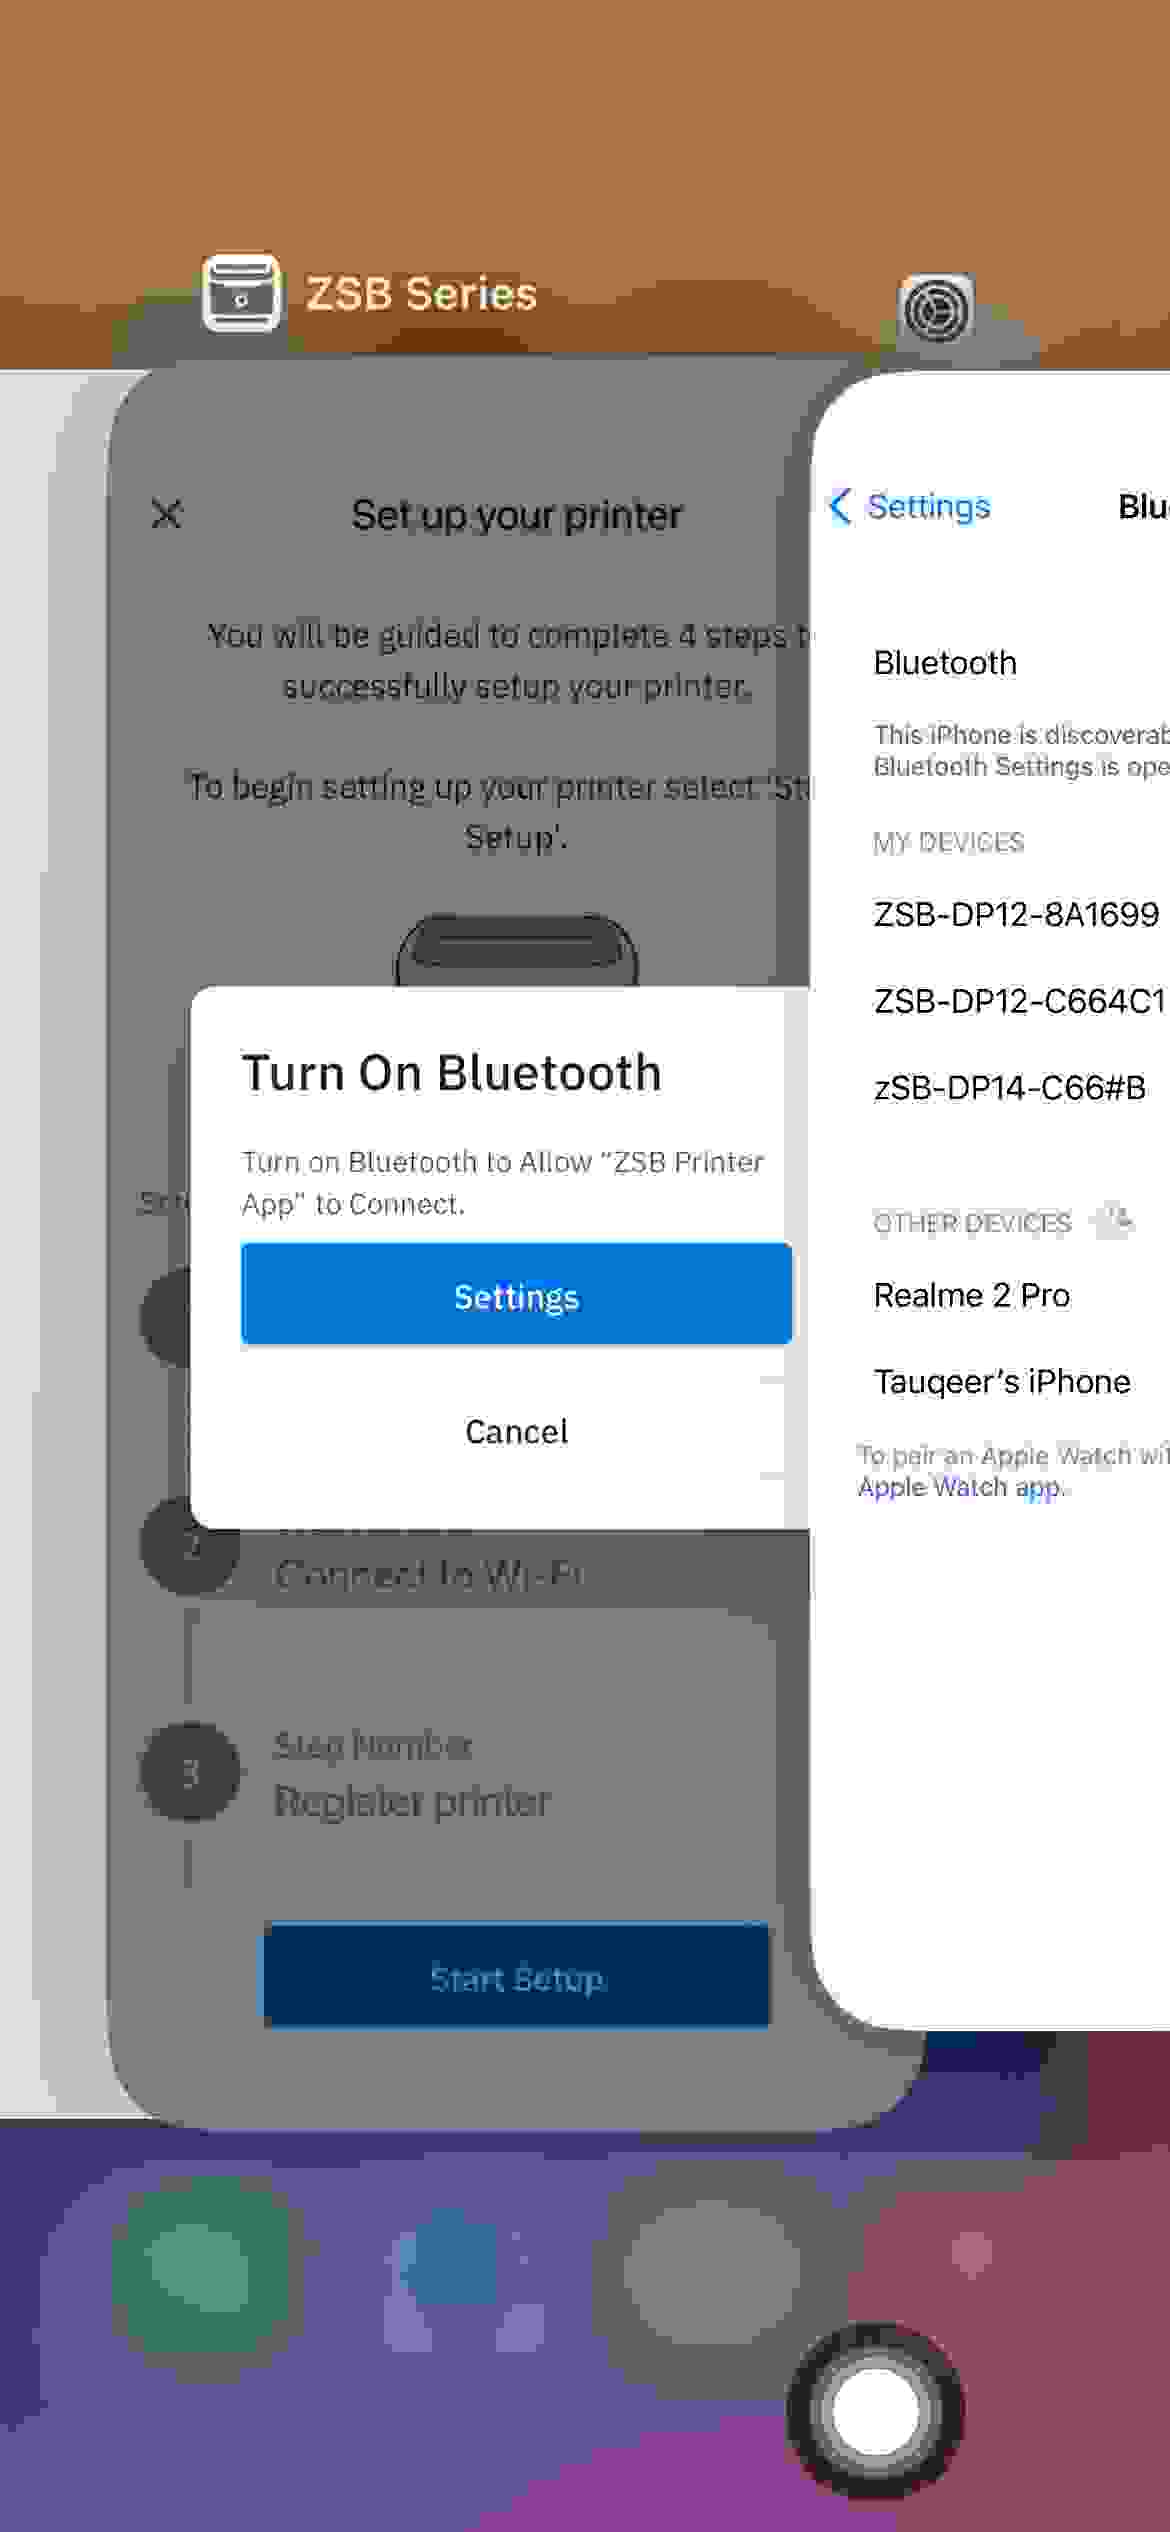 ZSB Series
Set up your printer
You will be guided to complete 4 steps t
successfully setup your printer.
To begin setting up your printer select 'St
Setup'.
Turn On Bluetooth
Turn on Bluetooth to Allow “ZSB Printer
App” to Connect.
Settings
Cancel
2
Connect to Wi-Fi
3
Step Number
Register printer
Start Setup
Settings
Blu
Bluetooth
This iPhone is discoverab
Bluetooth Settings is ope
MY DEVICES
ZSB-DP12-8A1699
ZSB-DP12-C664C1
zSB-DP14-C66#B
OTHER DEVICES
Realme 2 Pro
Tauqeer’s iPhone
To pair an Apple Watch wit
Apple Watch app.